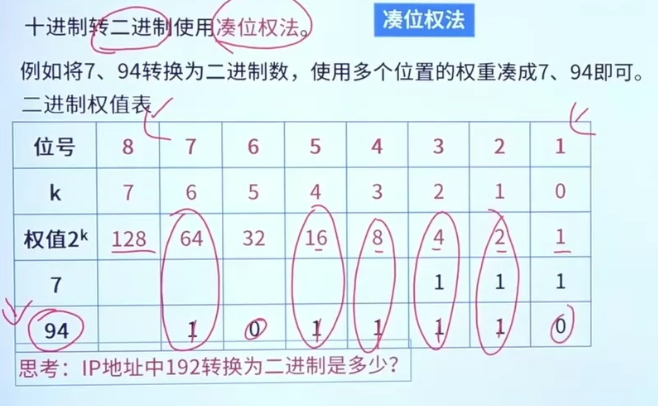 十进制转二进制使用凑位权法。
凑位权法
例如将7、94转换为二进制数，使用多个位置的权重凑成7、94即可。
二进制权值表
位号 8 7 6 5 4 3 2 1
k 7 6 5 4 3 2 1 0
权值2ᵏ 128 64 32 16 8 4 2 1
7 1 1 1
94 1 0 1 1 1 1 0
思考：IP地址中192转换为二进制是多少？